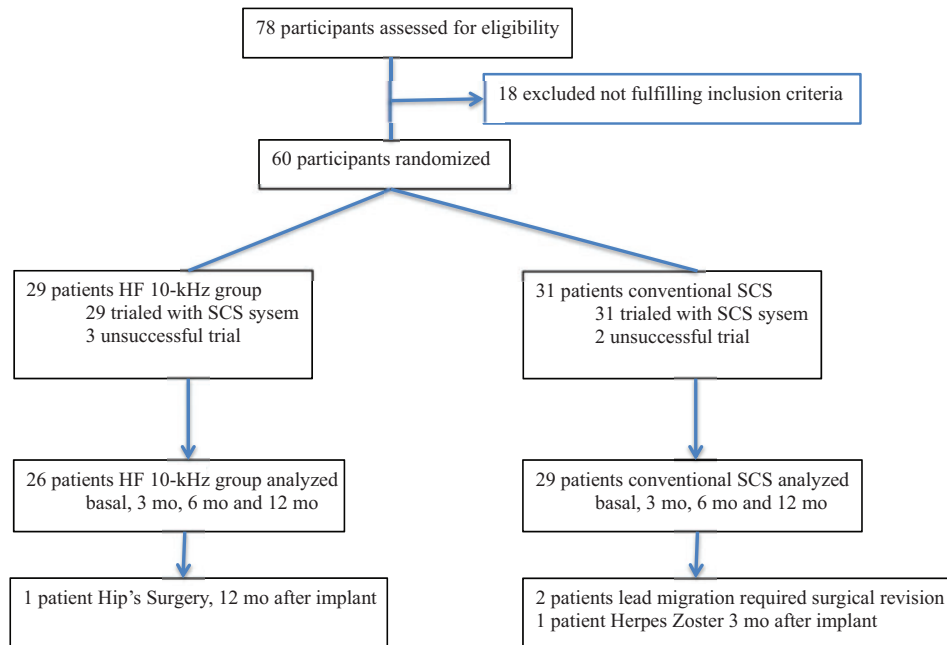 78 participants assessed for eligibility
18 excluded not fulfilling inclusion criteria
60 participants randomized
29 patients HF 10-kHz group
29 trialed with SCS sysem
3 unsuccessful trial
31 patients conventional SCS
31 trialed with SCS sysem
2 unsuccessful trial
26 patients HF 10-kHz group analyzed
basal, 3 mo, 6 mo and 12 mo
29 patients conventional SCS analyzed
basal, 3 mo, 6 mo and 12 mo
1 patient Hip's Surgery, 12 mo after implant
2 patients lead migration required surgical revision
1 patient Herpes Zoster 3 mo after implant